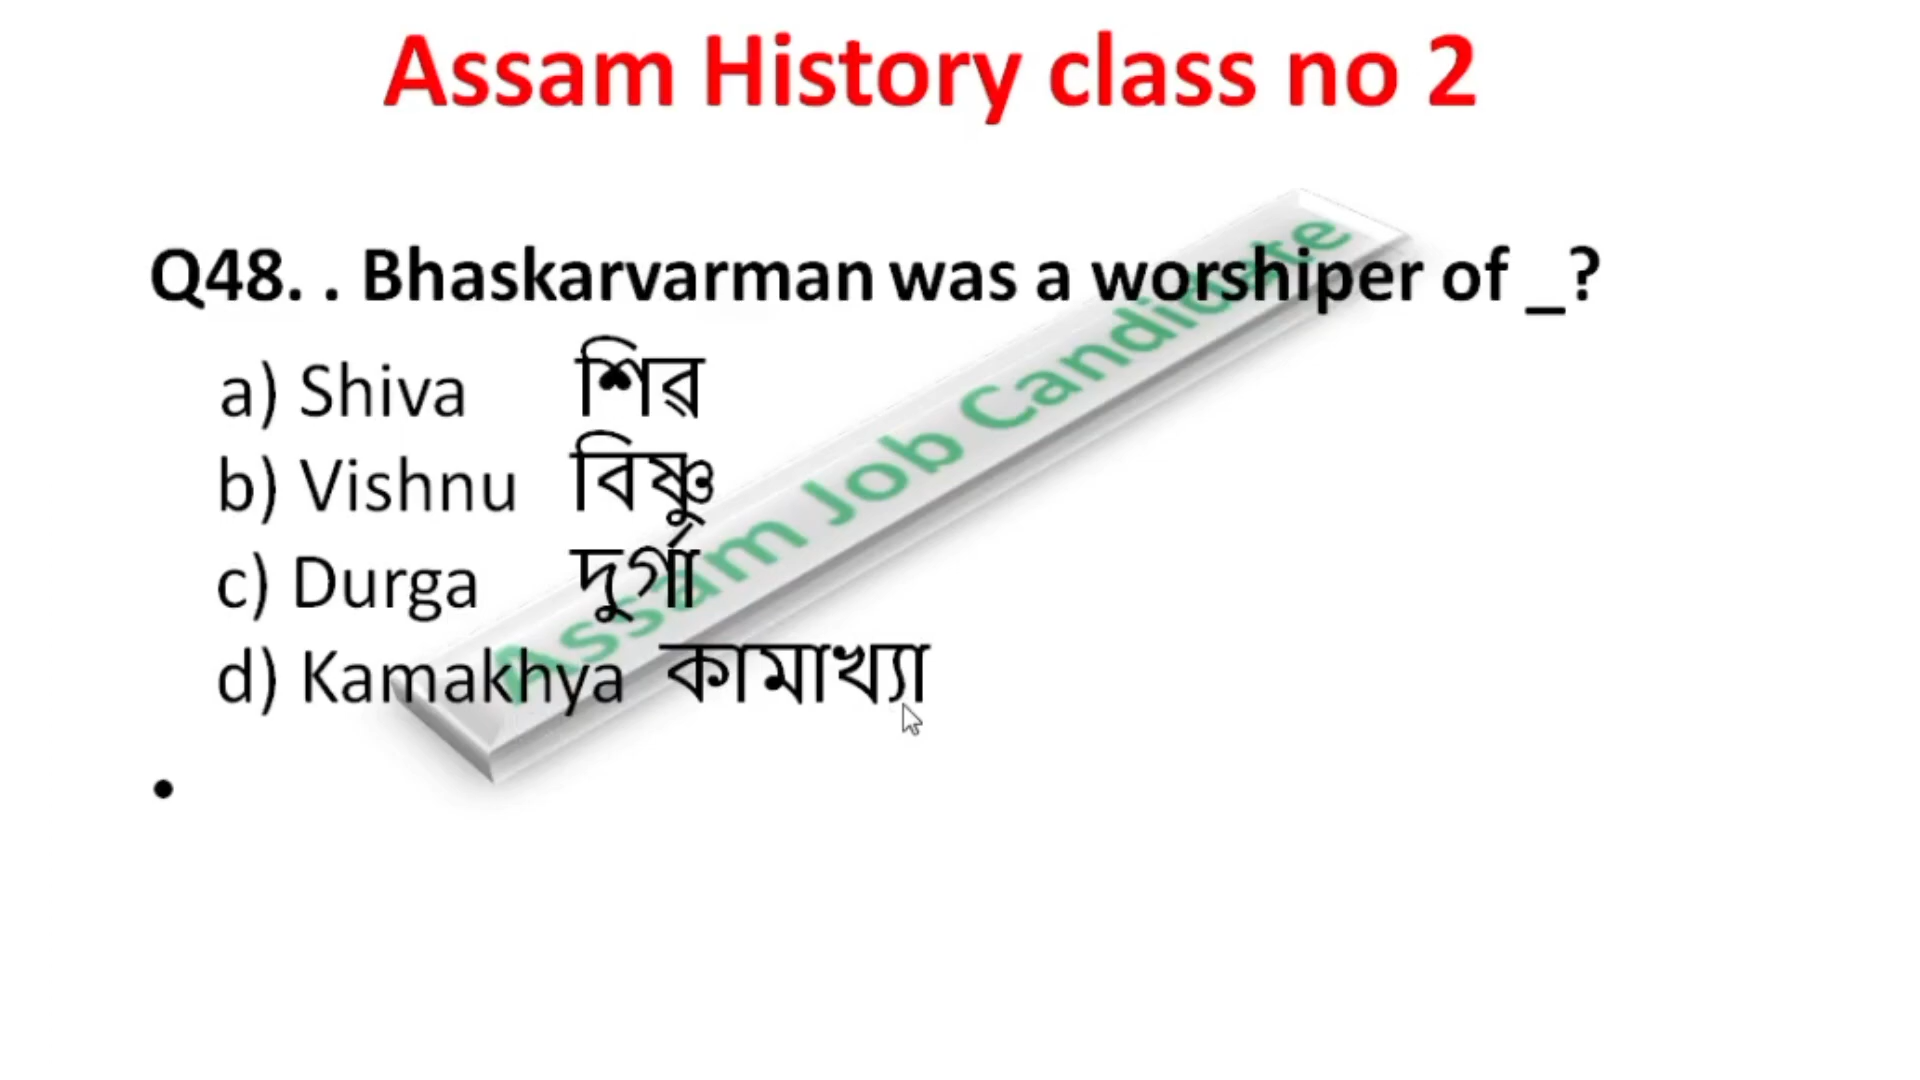 Assam History class no 2
Q48. . Bhaskarvarman was a worshiper of _?
a) Shiva শিৱ
b) Vishnu বিষ্ণু
c) Durga দুৰ্গা
d) Kamakhya কামাখ্যা
•
Assam Job Candidate